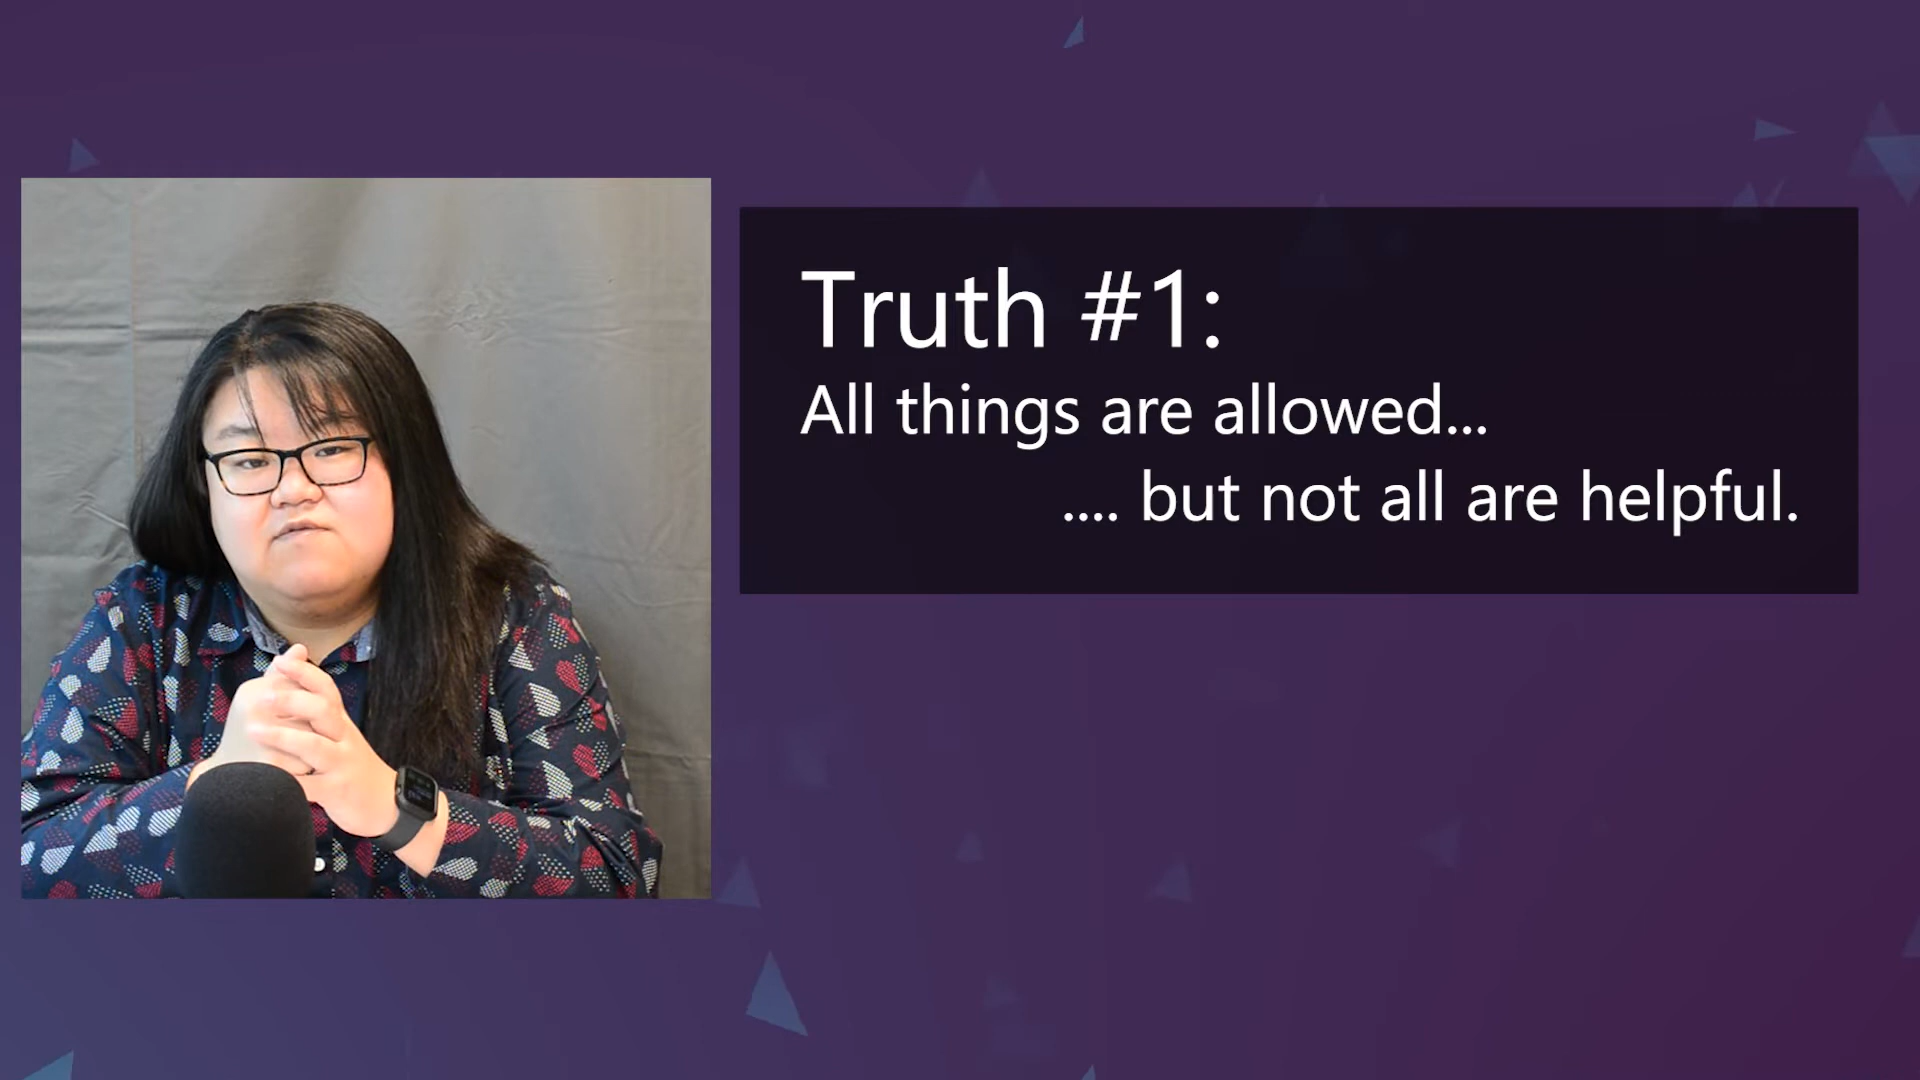 Truth #1:
All things are allowed...
.... but not all are helpful.